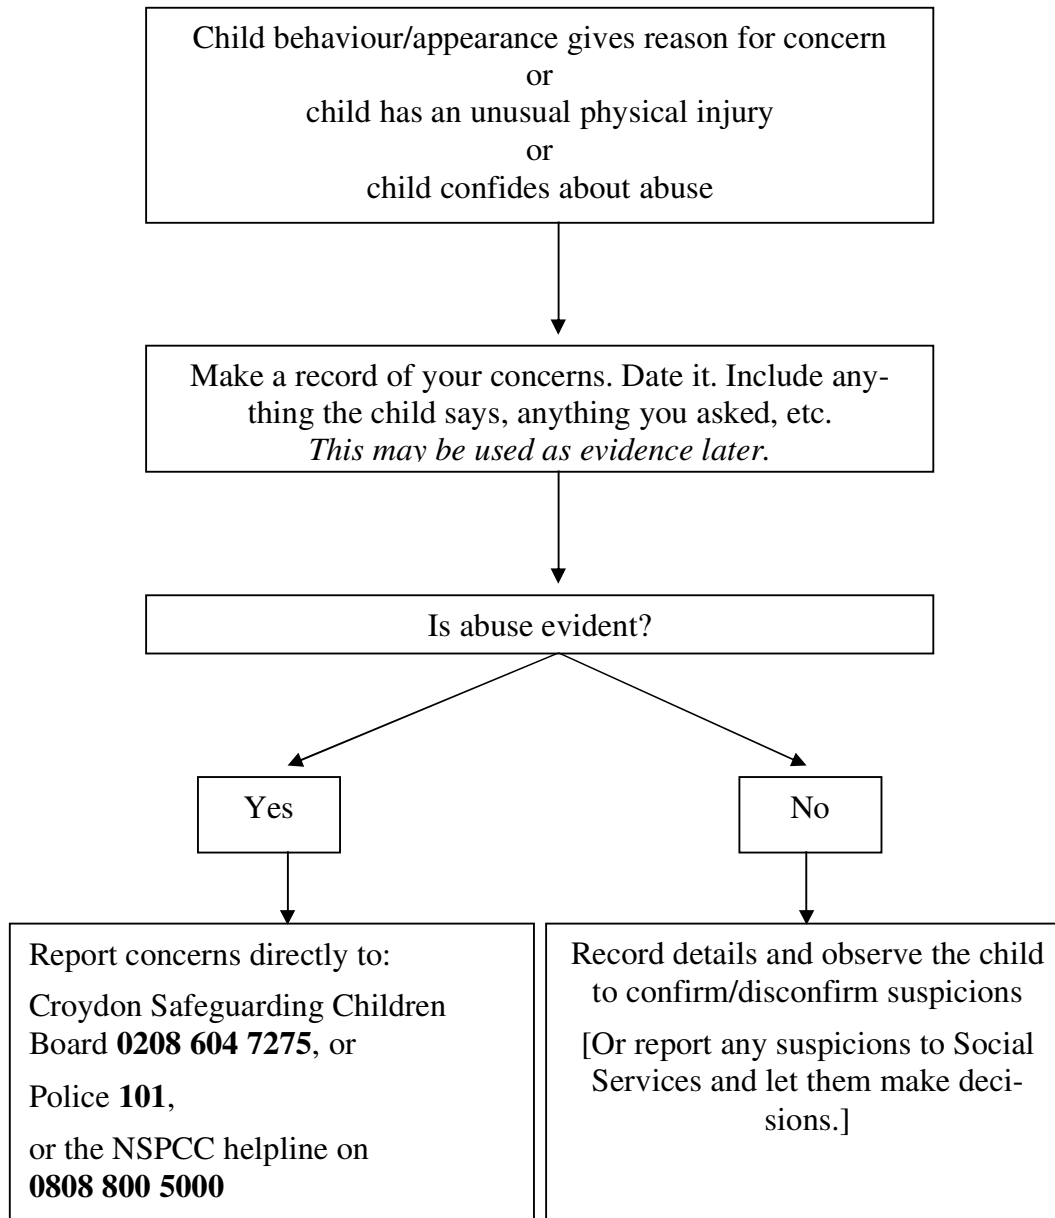 Child behaviour/appearance gives reason for concern
or
child has an unusual physical injury
or
child confides about abuse
Make a record of your concerns. Date it. Include any-
thing the child says, anything you asked, etc.
This may be used as evidence later.
Is abuse evident?
Yes
No
Report concerns directly to:
Croydon Safeguarding Children
Board 0208 604 7275, or
Police 101,
or the NSPCC helpline on
0808 800 5000
Record details and observe the child
to confirm/disconfirm suspicions
[Or report any suspicions to Social
Services and let them make deci-
sions.]